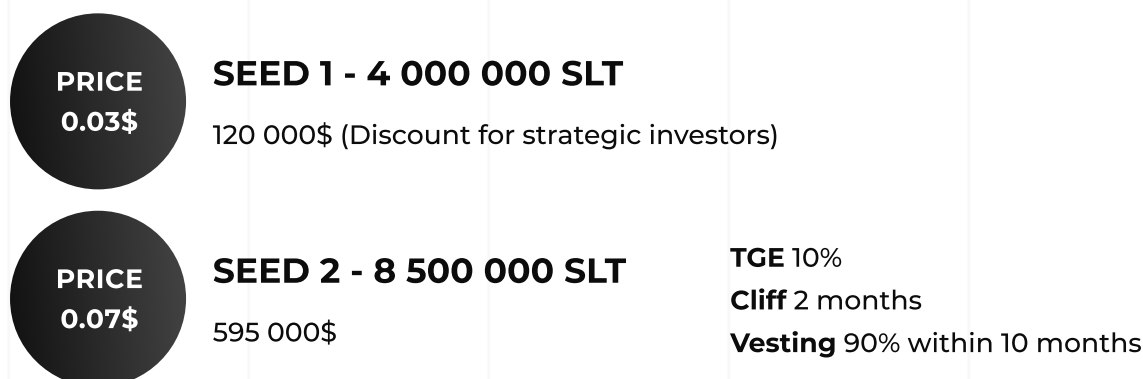 PRICE
0.03$
SEED 1 - 4 000 000 SLT
120 000$ (Discount for strategic investors)
PRICE
0.07$
SEED 2 - 8 500 000 SLT
595 000$
TGE 10%
Cliff 2 months
Vesting 90% within 10 months